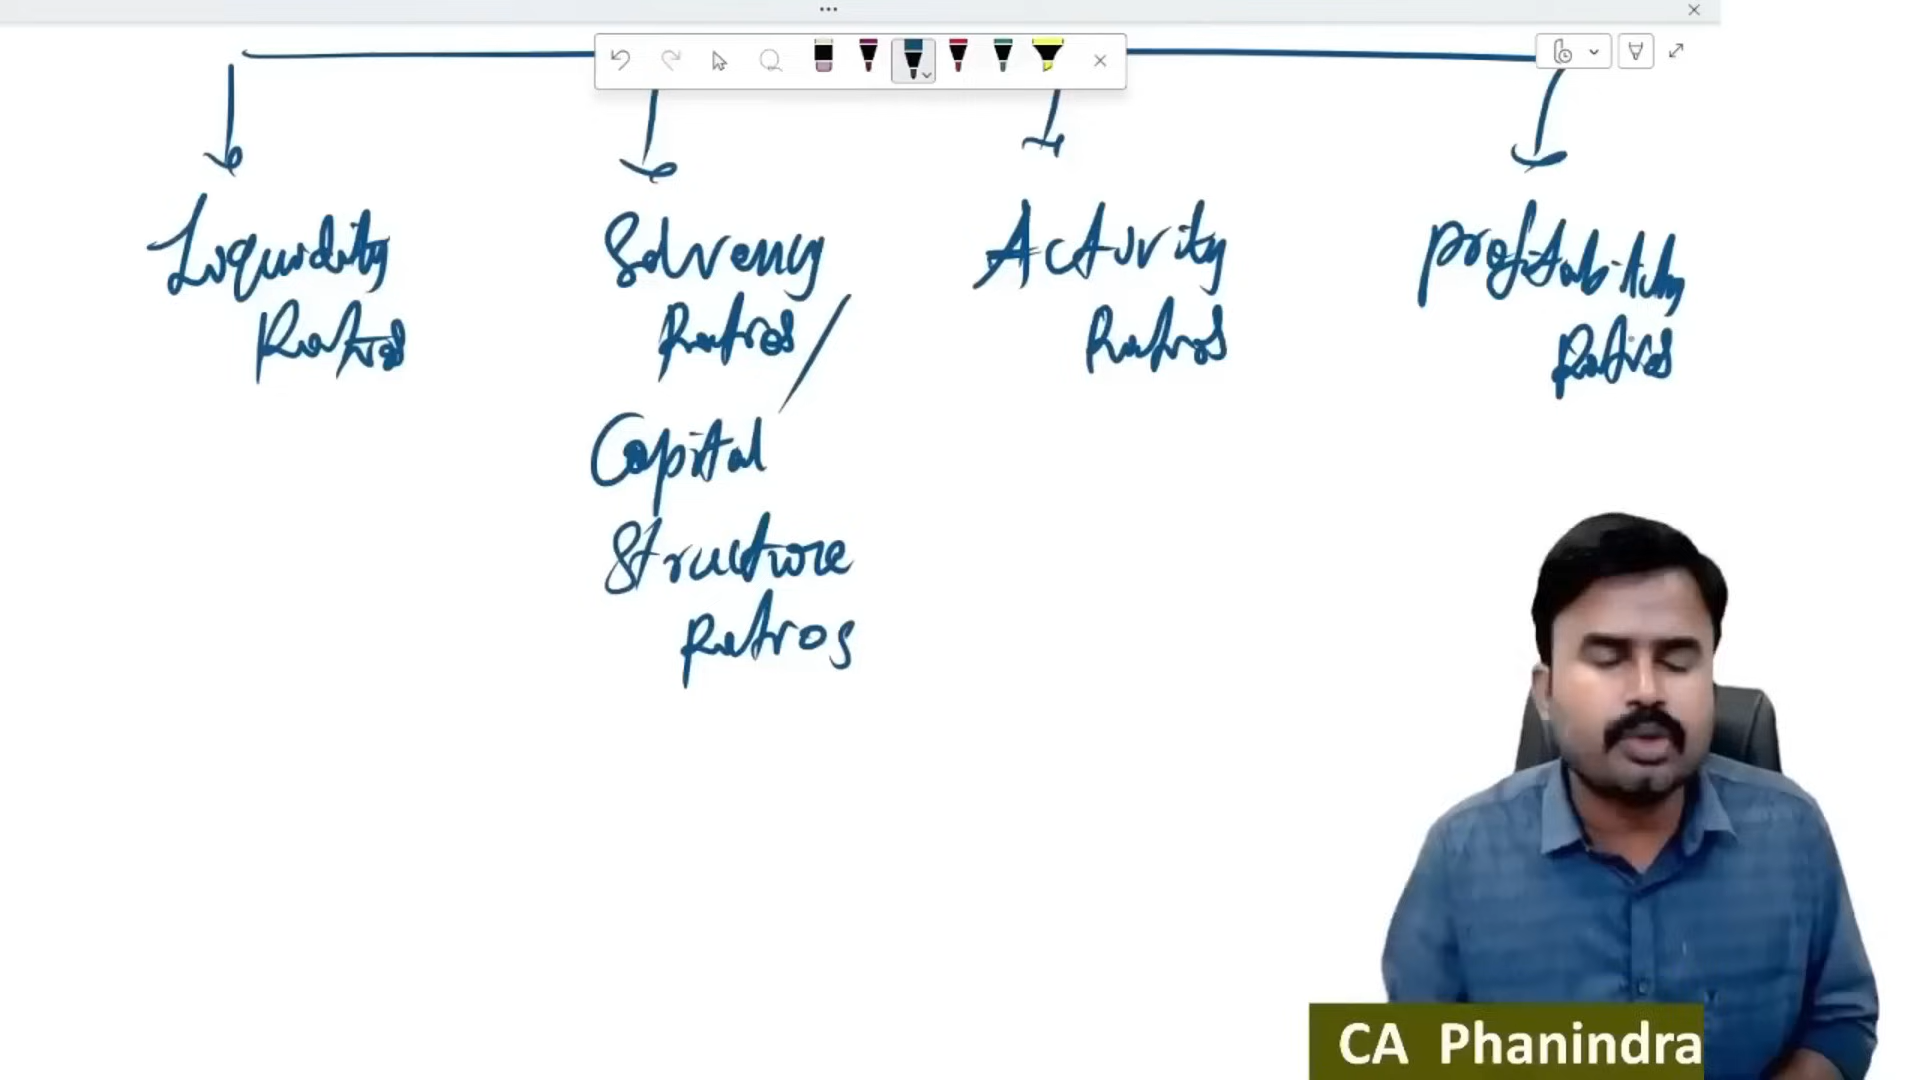 Liquidity
Ratios
Solvency
Ratios /
Capital
Structure
Ratios
Activity
Ratios
Profitability
Ratios
CA Phanindra